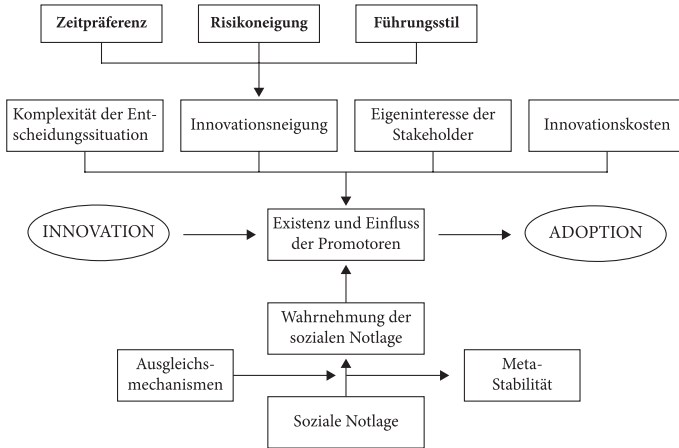 Zeitpräferenz
Risikoneigung
Führungsstil
Komplexität der Ent-
scheidungssituation
Innovationsneigung
Eigeninteresse der
Stakeholder
Innovationskosten
INNOVATION
Existenz und Einfluss
der Promotoren
ADOPTION
Wahrnehmung der
sozialen Notlage
Ausgleichs-
mechanismen
Meta-
Stabilität
Soziale Notlage